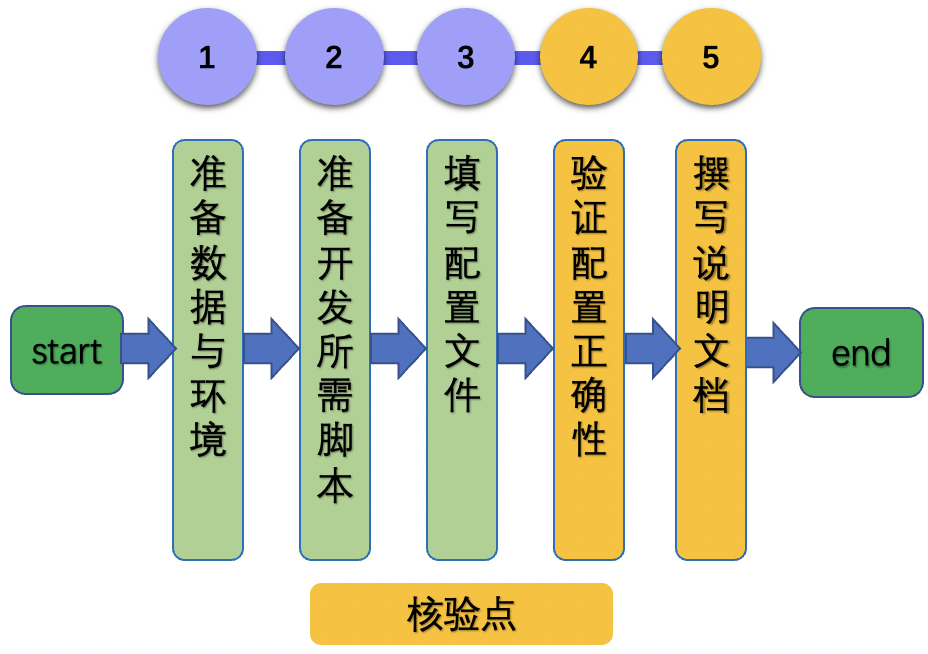 1
2
3
4
5
start
准备数据与环境
准备开发所需脚本
填写配置文件
验证配置正确性
撰写说明文档
end
核验点